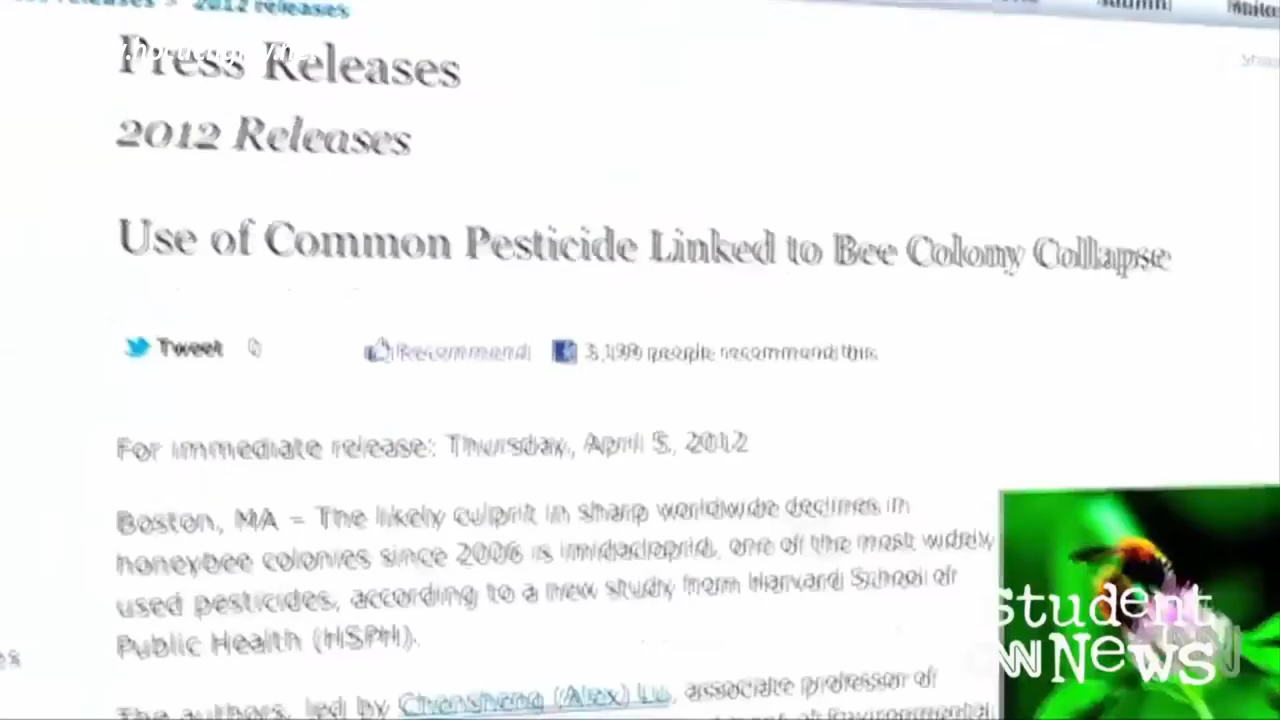 2012 releases
Press Releases
2012 Releases
Use of Common Pesticide Linked to Bee Colony Collapse
Tweet 0
Recommend
people recommend this.
For immediate release: Thursday, April 5, 2012
Boston, MA – The likely culprit in sharp worldwide declines in
honeybee colonies since 2006 is imidacloprid, one of the most widely
used pesticides, according to a new study from Harvard School of
Public Health (HSPH).
The authors, led by Chensheng (Alex) Lu, associate professor of
student
News